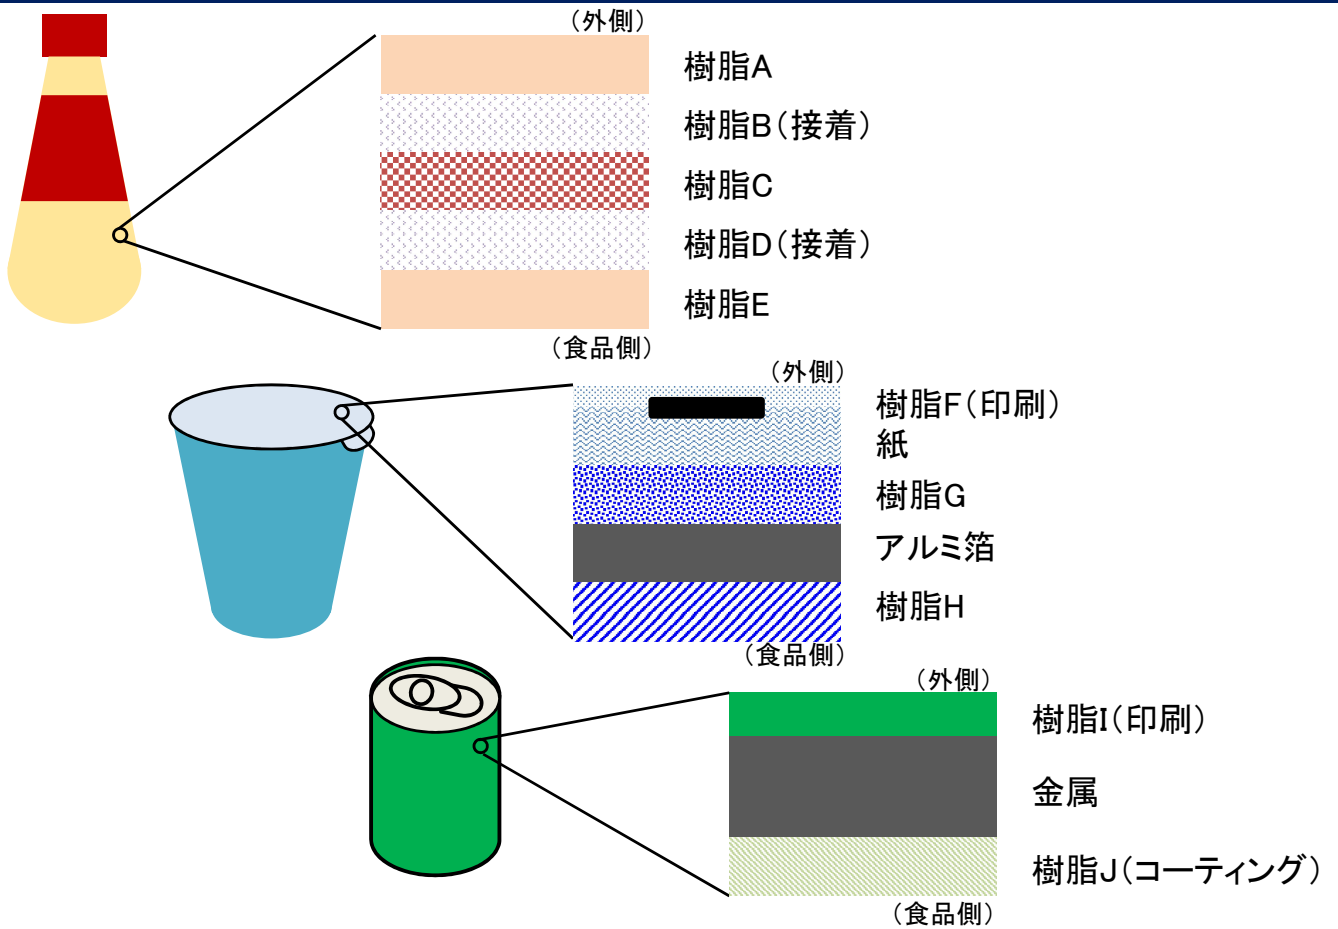 （外側）
樹脂A
樹脂B（接着）
樹脂C
樹脂D（接着）
樹脂E
（食品側）
（外側）
樹脂F（印刷）
紙
樹脂G
アルミ箔
樹脂H
（食品側）
（外側）
樹脂I（印刷）
金属
樹脂J（コーティング）
（食品側）